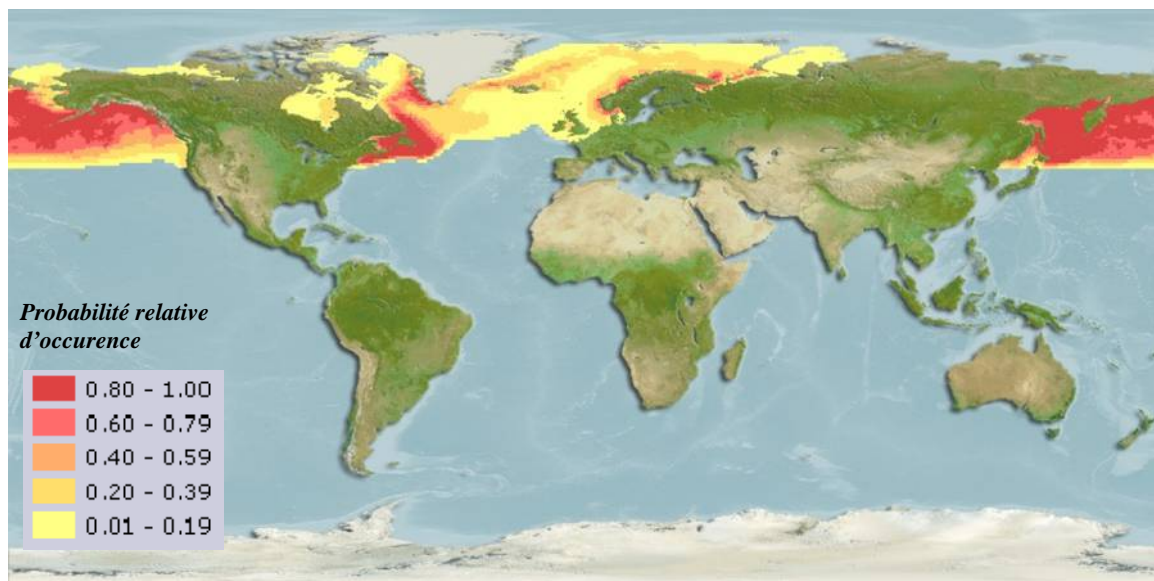 Probabilité relative
d’occurence
0.80 - 1.00
0.60 - 0.79
0.40 - 0.59
0.20 - 0.39
0.01 - 0.19